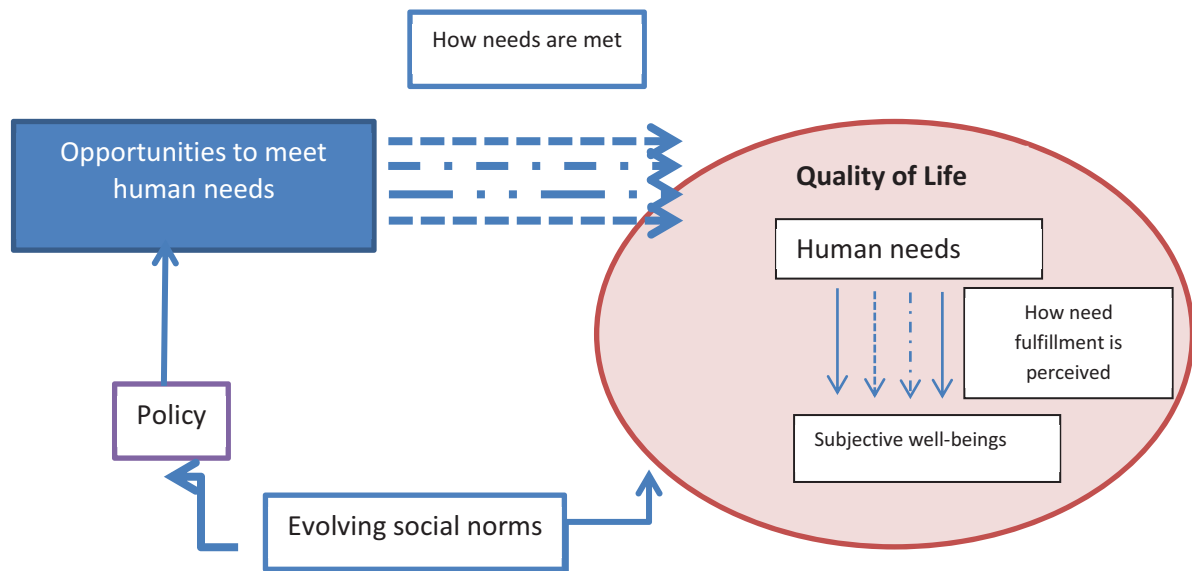 How needs are met
Opportunities to meet
human needs
Quality of Life
Human needs
How need
fulfillment is
perceived
Policy
Subjective well-beings
Evolving social norms